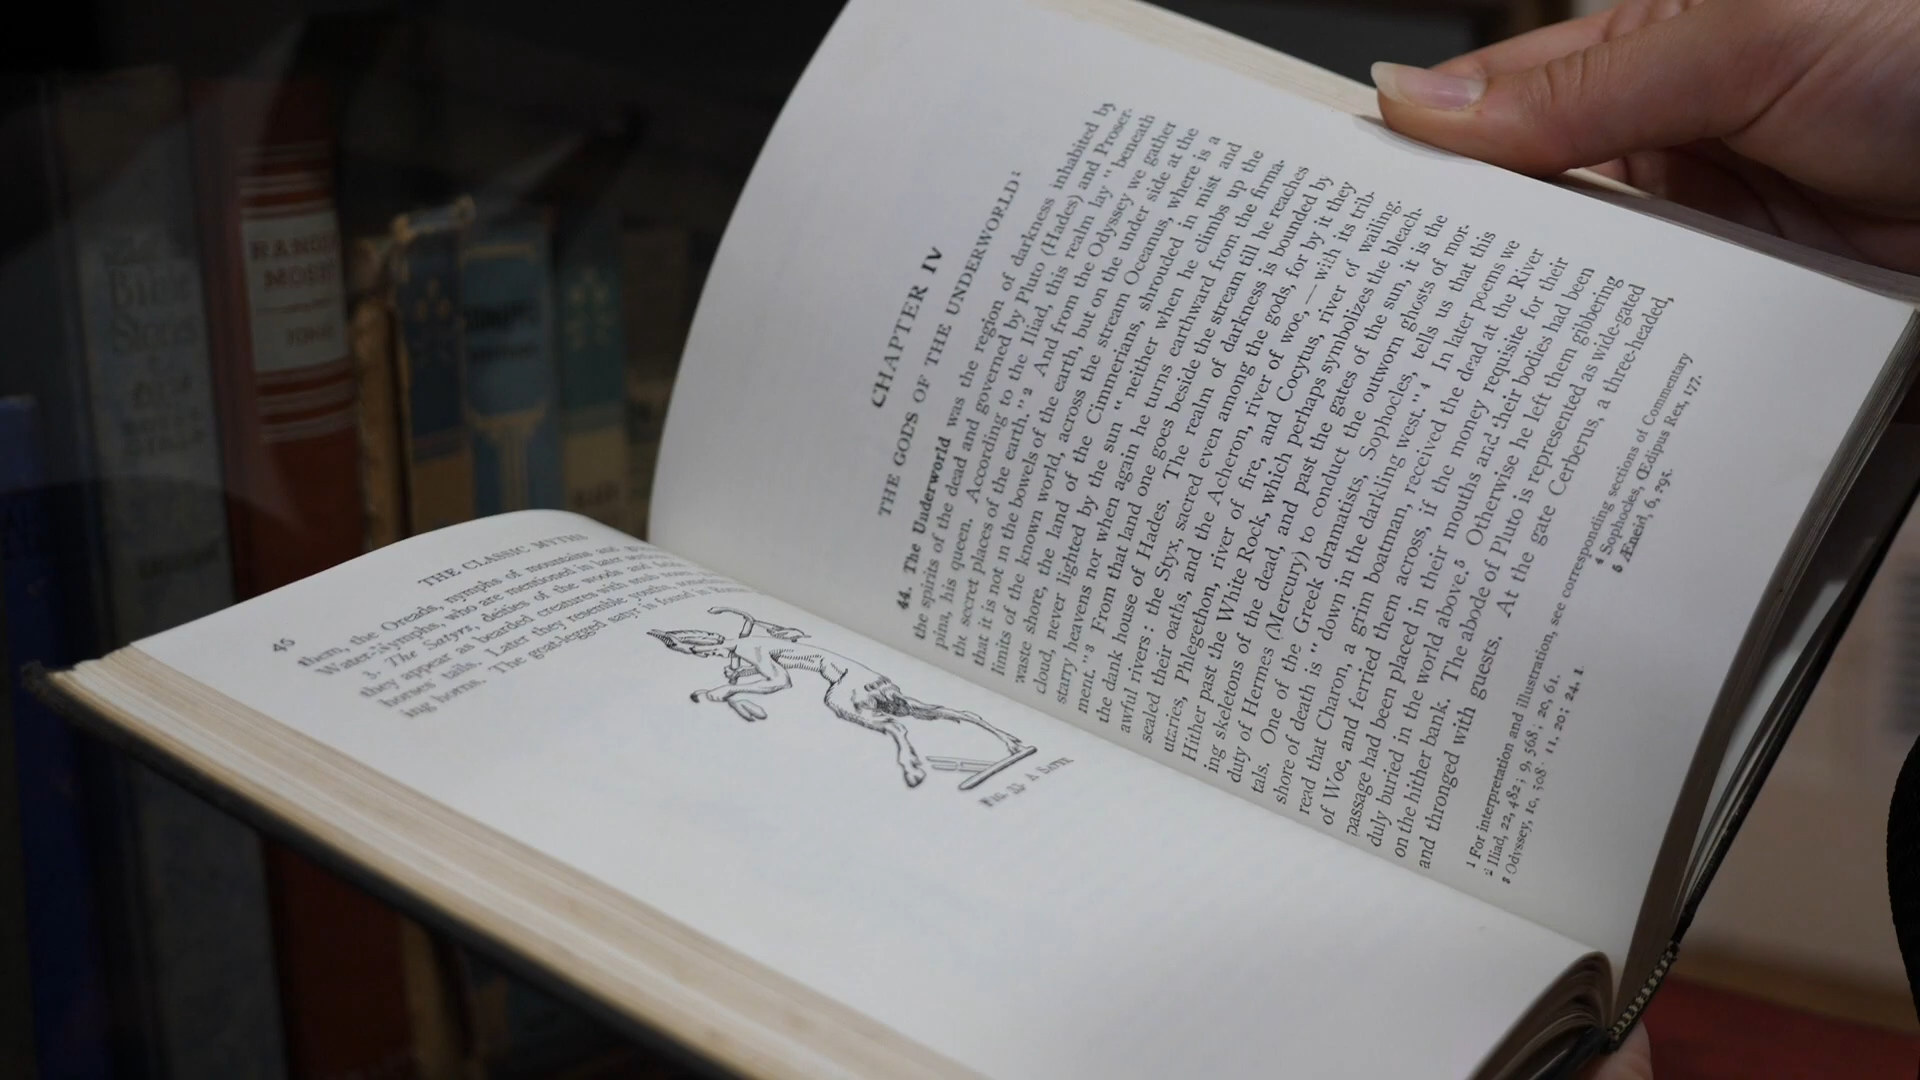 45
THE CLASSIC MYTHS
them, the Oreads, nymphs of mountains and
Water-Nymphs, who are mentioned in later
3. The Satyrs, deities of the woods and
they appear as bearded creatures with snub
horses' tails. Later they resemble youths, sometimes
ing horns. The goat-legged satyr is found in
A SATYR
CHAPTER IV
THE GODS OF THE UNDERWORLD¹
44. The Underworld was the region of darkness inhabited by
the spirits of the dead and governed by Pluto (Hades) and Proser-
pina, his queen. According to the Iliad, this realm lay "beneath
the secret places of the earth."² And from the Odyssey we gather
that it is not in the bowels of the earth, but on the under side at the
limits of the known world, across the stream Oceanus, where is a
waste shore, the land of the Cimmerians, shrouded in mist and
cloud, never lighted by the sun "neither when he climbs up the
starry heavens nor when again he turns earthward from the firma-
ment."³ From that land one goes beside the stream till he reaches
the dank house of Hades. The realm of darkness is bounded by
awful rivers: the Styx, sacred even among the gods, for by it they
sealed their oaths, and the Acheron, river of woe,—with its trib-
utaries, Phlegethon, river of fire, and Cocytus, river of wailing.
Hither past the White Rock, which perhaps symbolizes the bleach-
ing skeletons of the dead, and past the gates of the sun, it is the
duty of Hermes (Mercury) to conduct the outworn ghosts of mor-
tals. One of the Greek dramatists, Sophocles, tells us that this
shore of death is "down in the darkling west."⁴ In later poems we
read that Charon, a grim boatman, received the dead at the River
of Woe, and ferried them across, if the money requisite for their
passage had been placed in their mouths and their bodies had been
duly buried in the world above.⁵ Otherwise he left them gibbering
on the hither bank. The abode of Pluto is represented as wide-gated
and thronged with guests. At the gate Cerberus, a three-headed,
¹ For interpretation and illustration, see corresponding sections of Commentary
² Iliad, 22, 482; 9, 568; 20, 61.
⁴ Sophocles, Œdipus Rex, 177.
³ Odyssey, 10, 508; 11, 20; 24, 1.
⁵ Æneid, 6, 295.
Bible